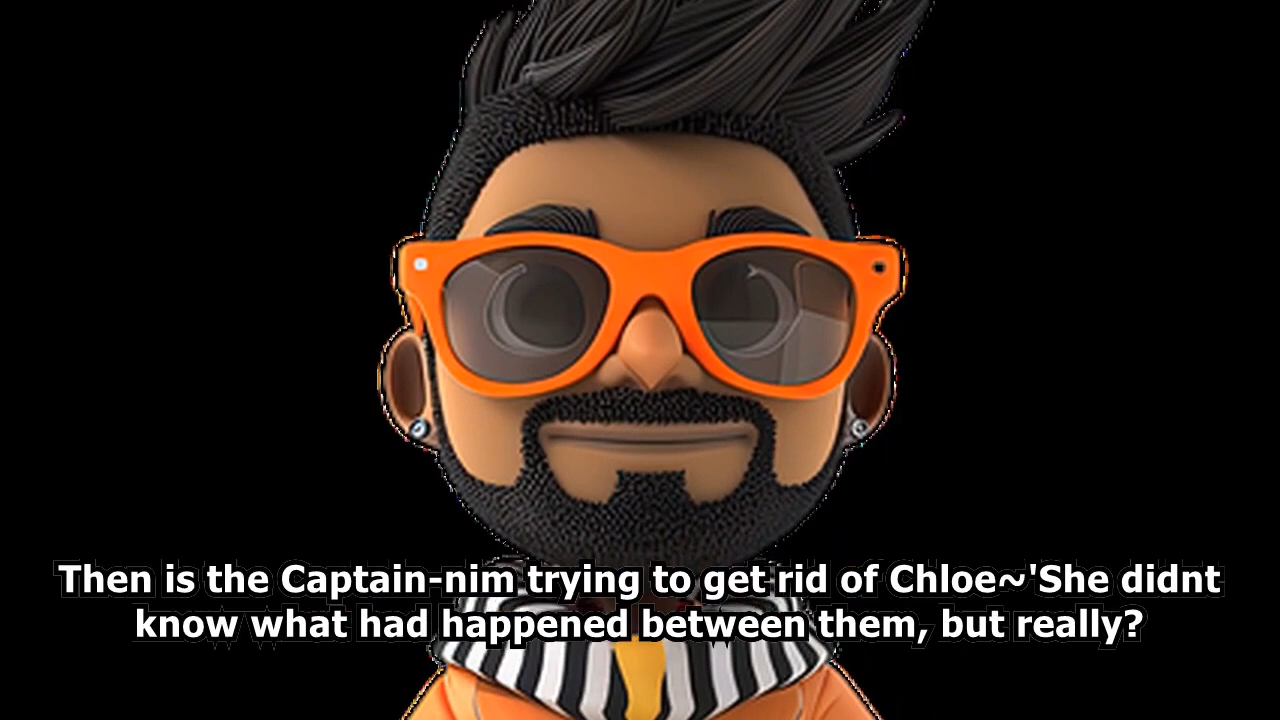 Then is the Captain-nim trying to get rid of Chloe~'She didnt
know what had happened between them, but really?